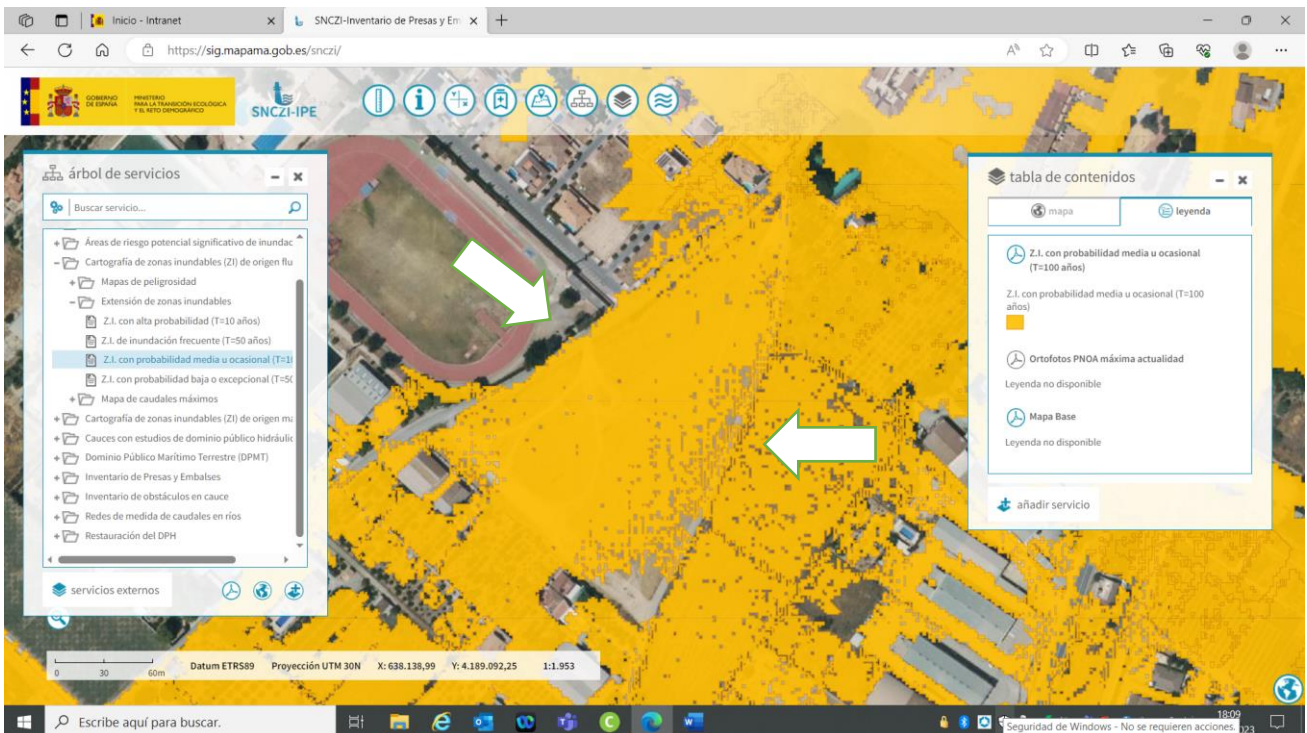 Inicio - Intranet
SNCZI-Inventario de Presas y Em
https://sig.mapama.gob.es/snczi/
GOBIERNO DE ESPAÑA
MINISTERIO
PARA LA TRANSICIÓN ECOLÓGICA
Y EL RETO DEMOGRÁFICO
SNCZI-IPE
árbol de servicios
Buscar servicio...
Áreas de riesgo potencial significativo de inundac
Cartografía de zonas inundables (ZI) de origen flu
Mapas de peligrosidad
Extensión de zonas inundables
Z.I. con alta probabilidad (T=10 años)
Z.I. de inundación frecuente (T=50 años)
Z.I. con probabilidad media u ocasional (T=10
Z.I. con probabilidad baja o excepcional (T=50
Mapa de caudales máximos
Cartografía de zonas inundables (ZI) de origen ma
Cauces con estudios de dominio público hidráulic
Dominio Público Marítimo Terrestre (DPMT)
Inventario de Presas y Embalses
Inventario de obstáculos en cauce
Redes de medida de caudales en ríos
Restauración del DPH
servicios externos
tabla de contenidos
mapa
leyenda
Z.I. con probabilidad media u ocasional
(T=100 años)
Z.I. con probabilidad media u ocasional (T=100
años)
Ortofotos PNOA máxima actualidad
Leyenda no disponible
Mapa Base
Leyenda no disponible
añadir servicio
0 30 60m
Datum ETRS89 Proyección UTM 30N X: 638.138,99 Y: 4.189.092,25 1:1.953
Escribe aquí para buscar.
18:09
Seguridad de Windows - No se requieren acciones.